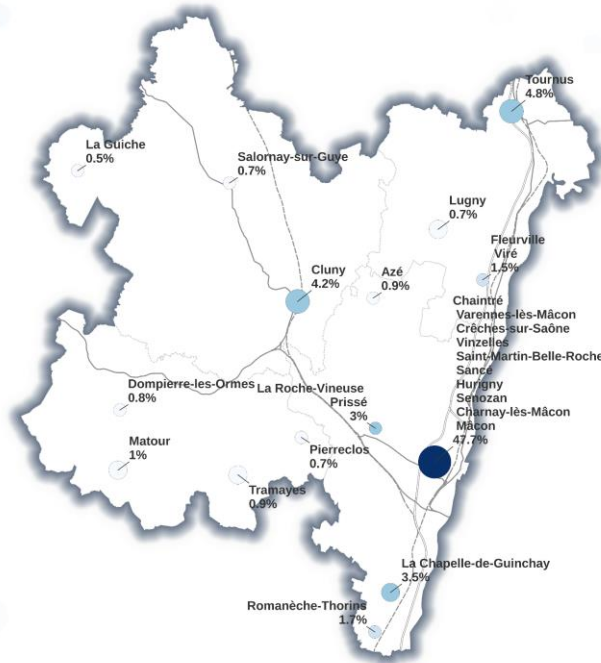 Tournus
4.8%
La Guiche
0.5%
Salornay-sur-Guye
0.7%
Lugny
0.7%
Fleurville
Viré
1.5%
Cluny
4.2%
Azé
0.9%
Chaintré
Varennes-lès-Mâcon
Crêches-sur-Saône
Vinzelles
Saint-Martin-Belle-Roche
Sancé
Hurigny
Senozan
Charnay-lès-Mâcon
Mâcon
47.7%
Dompierre-les-Ormes
0.8%
La Roche-Vineuse
Prissé
3%
Matour
1%
Pierreclos
0.7%
Tramayes
0.9%
La Chapelle-de-Guinchay
3.5%
Romanèche-Thorins
1.7%